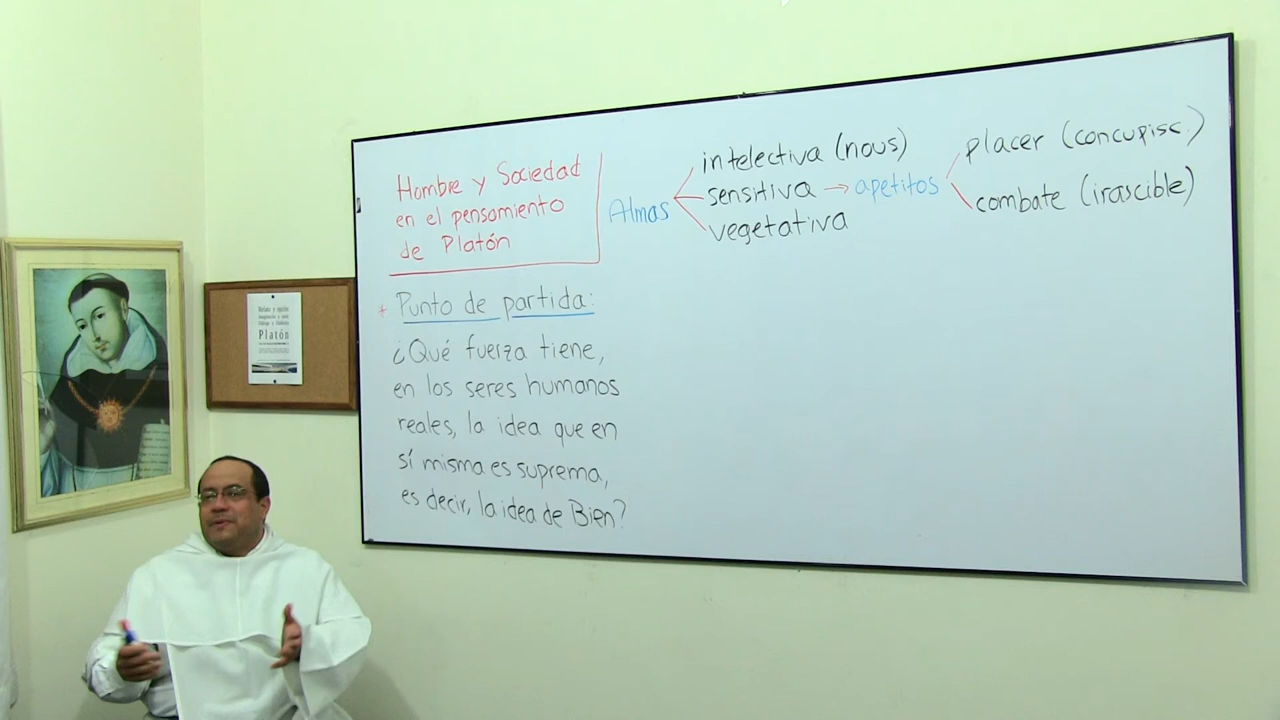 Hombre y Sociedad
en el pensamiento
de Platón
Almas
intelectiva (nous)
sensitiva → apetitos
vegetativa
placer (concupisc.)
combate (irascible)
+ Punto de partida:
¿Qué fuerza tiene,
en los seres humanos
reales, la idea que en
sí misma es suprema,
es decir, la idea de Bien?
Platón